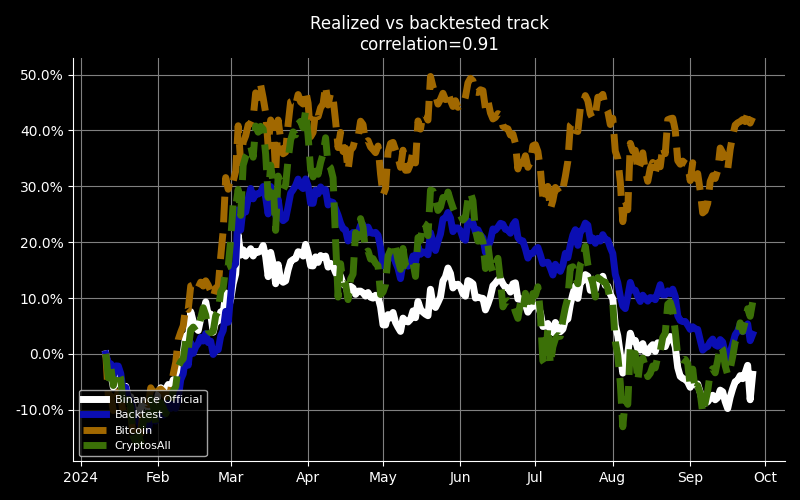 Realized vs backtested track
correlation=0.91
50.0%
40.0%
30.0%
20.0%
10.0%
0.0%
-10.0%
Binance Official
Backtest
Bitcoin
CryptosAll
2024 Feb Mar Apr May Jun Jul Aug Sep Oct